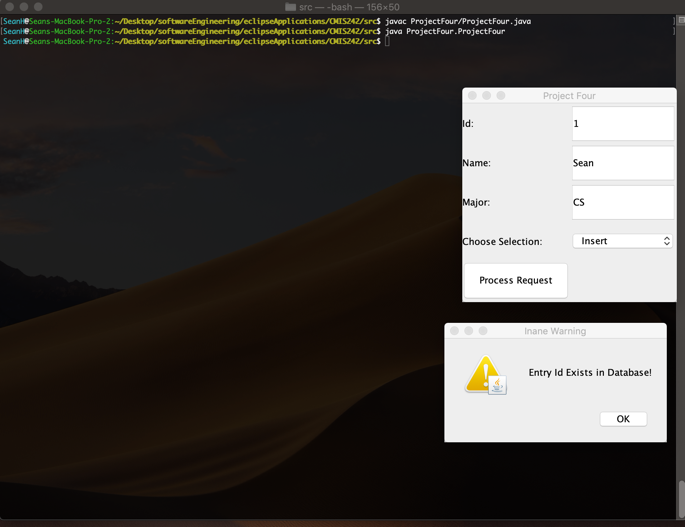 src — -bash — 156×50
[SeanH@Seans-MacBook-Pro-2:~/Desktop/softwareEngineering/eclipseApplications/CMIS242/src$ javac ProjectFour/ProjectFour.java ]
[SeanH@Seans-MacBook-Pro-2:~/Desktop/softwareEngineering/eclipseApplications/CMIS242/src$ java ProjectFour.ProjectFour ]
SeanH@Seans-MacBook-Pro-2:~/Desktop/softwareEngineering/eclipseApplications/CMIS242/src$
Project Four
Id: 1
Name: Sean
Major: CS
Choose Selection: Insert
Process Request
Inane Warning
Entry Id Exists in Database!
OK